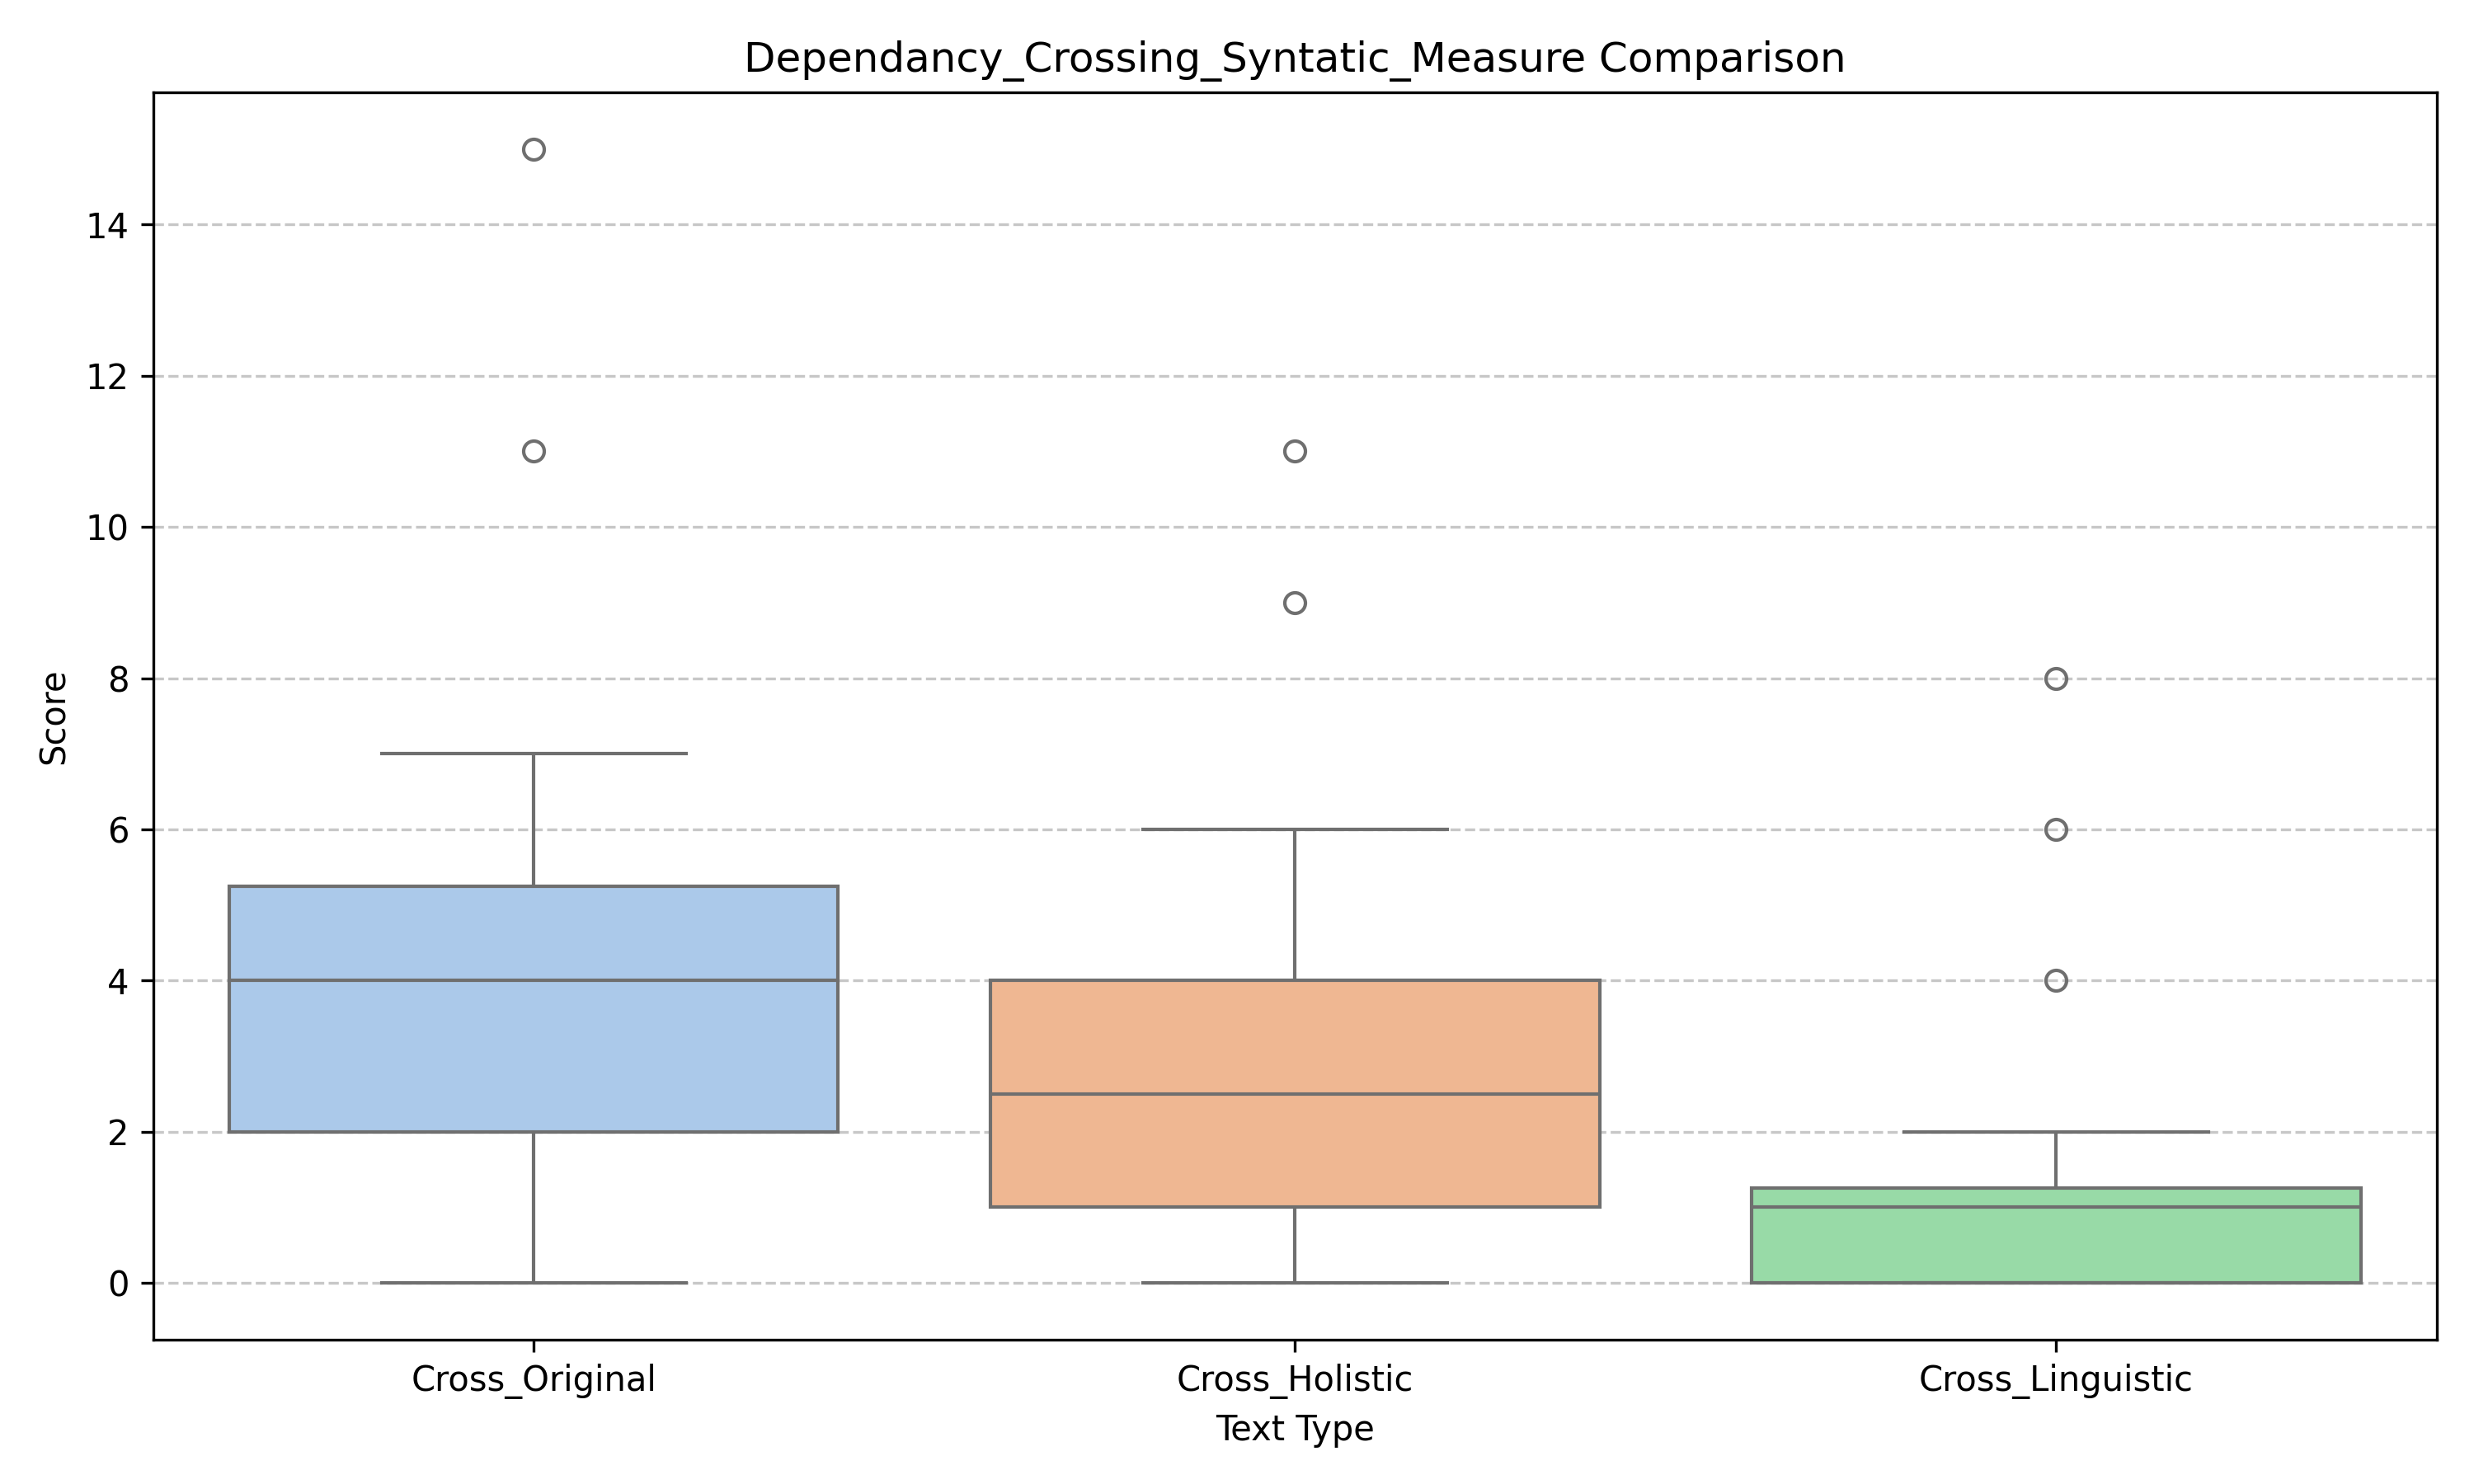 Dependancy_Crossing_Syntatic_Measure Comparison
14
12
10
8
6
4
2
0
Score
Cross_Original Cross_Holistic Cross_Linguistic
Text Type